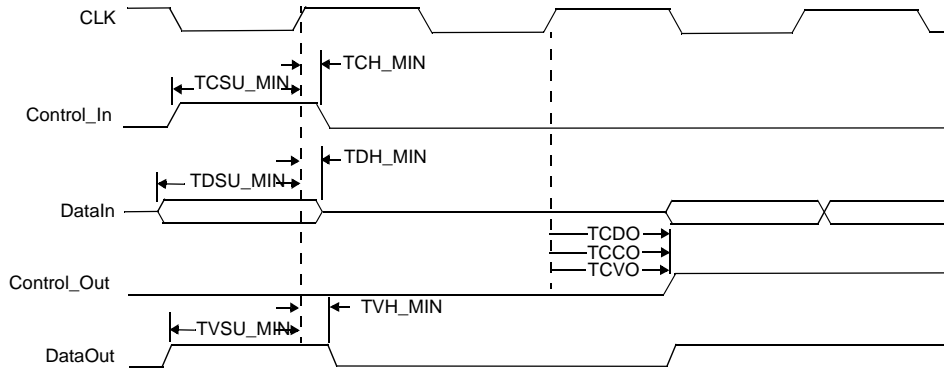 CLK
TCH_MIN
TCSU_MIN
Control_In
TDH_MIN
TDSU_MIN
DataIn
TCDO
TCCO
TCVO
Control_Out
TVH_MIN
TVSU_MIN
DataOut